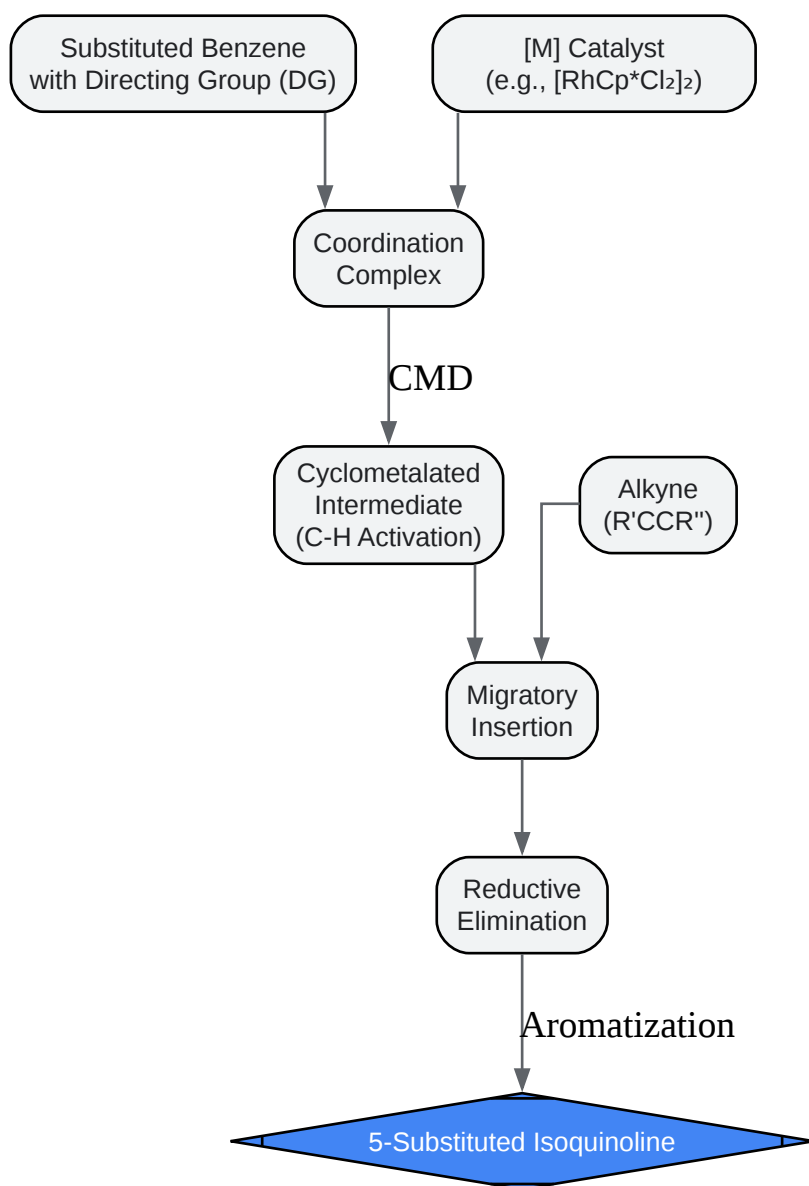 Substituted Benzene
with Directing Group (DG)
[M] Catalyst
(e.g., [RhCp*Cl₂]₂)
Coordination
Complex
CMD
Cyclometalated
Intermediate
(C-H Activation)
Alkyne
(R'CCR")
Migratory
Insertion
Reductive
Elimination
Aromatization
5-Substituted Isoquinoline